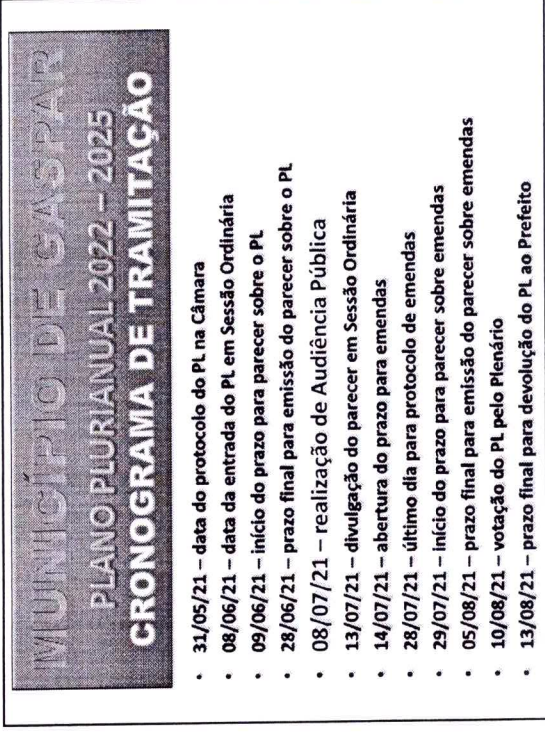 MUNICÍPIO DE GASPAR
PLANO PLURIANUAL 2022 – 2025
CRONOGRAMA DE TRAMITAÇÃO
• 31/05/21 – data do protocolo do PL na Câmara
• 08/06/21 – data da entrada do PL em Sessão Ordinária
• 09/06/21 – início do prazo para parecer sobre o PL
• 28/06/21 – prazo final para emissão do parecer sobre o PL
• 08/07/21 – realização de Audiência Pública
• 13/07/21 – divulgação do parecer em Sessão Ordinária
• 14/07/21 – abertura do prazo para emendas
• 28/07/21 – último dia para protocolo de emendas
• 29/07/21 – início do prazo para parecer sobre emendas
• 05/08/21 – prazo final para emissão do parecer sobre emendas
• 10/08/21 – votação do PL pelo Plenário
• 13/08/21 – prazo final para devolução do PL ao Prefeito